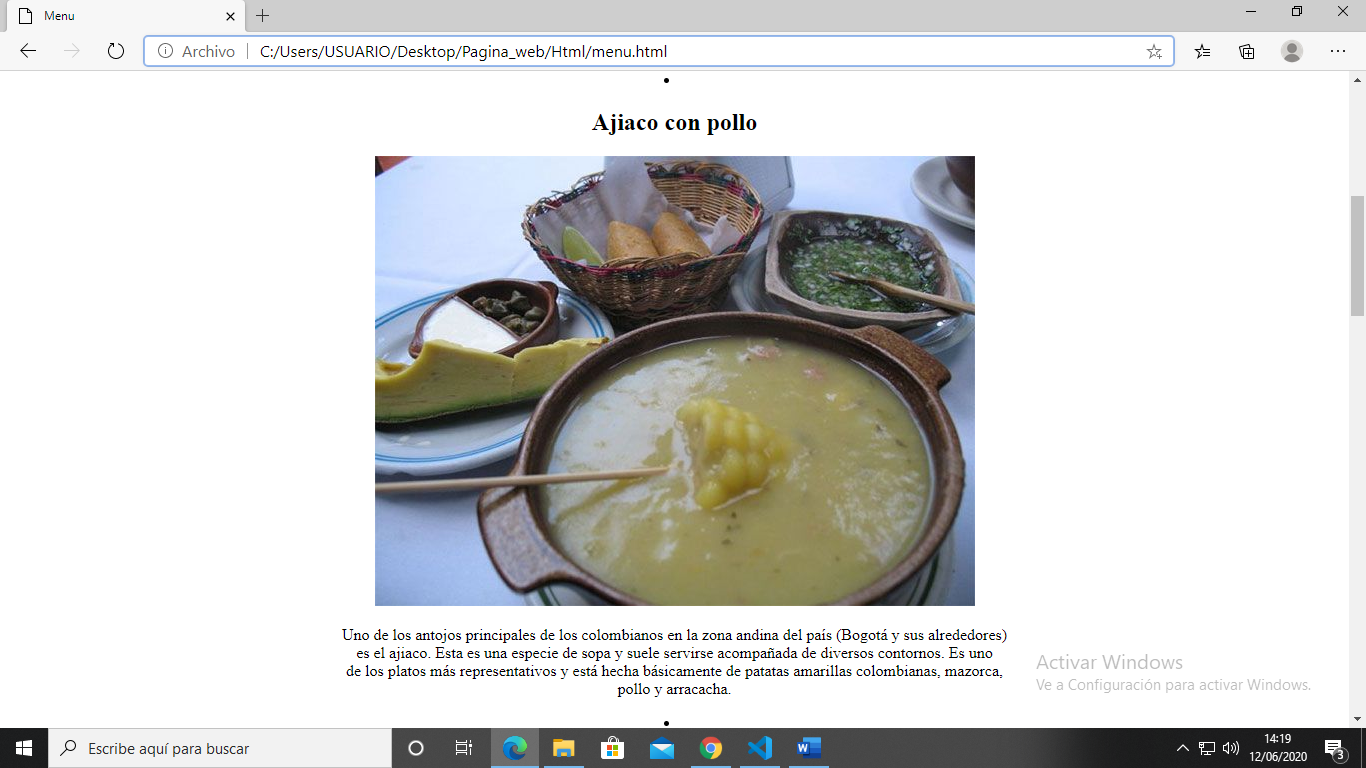 Menu
Archivo
C:/Users/USUARIO/Desktop/Pagina_web/Html/menu.html
Ajiaco con pollo
Uno de los antojos principales de los colombianos en la zona andina del país (Bogotá y sus alrededores)
es el ajiaco. Esta es una especie de sopa y suele servirse acompañada de diversos contornos. Es uno
de los platos más representativos y está hecha básicamente de patatas amarillas colombianas, mazorca,
pollo y arracacha.
Activar Windows
Ve a Configuración para activar Windows.
Escribe aquí para buscar
14:19
12/06/2020
3